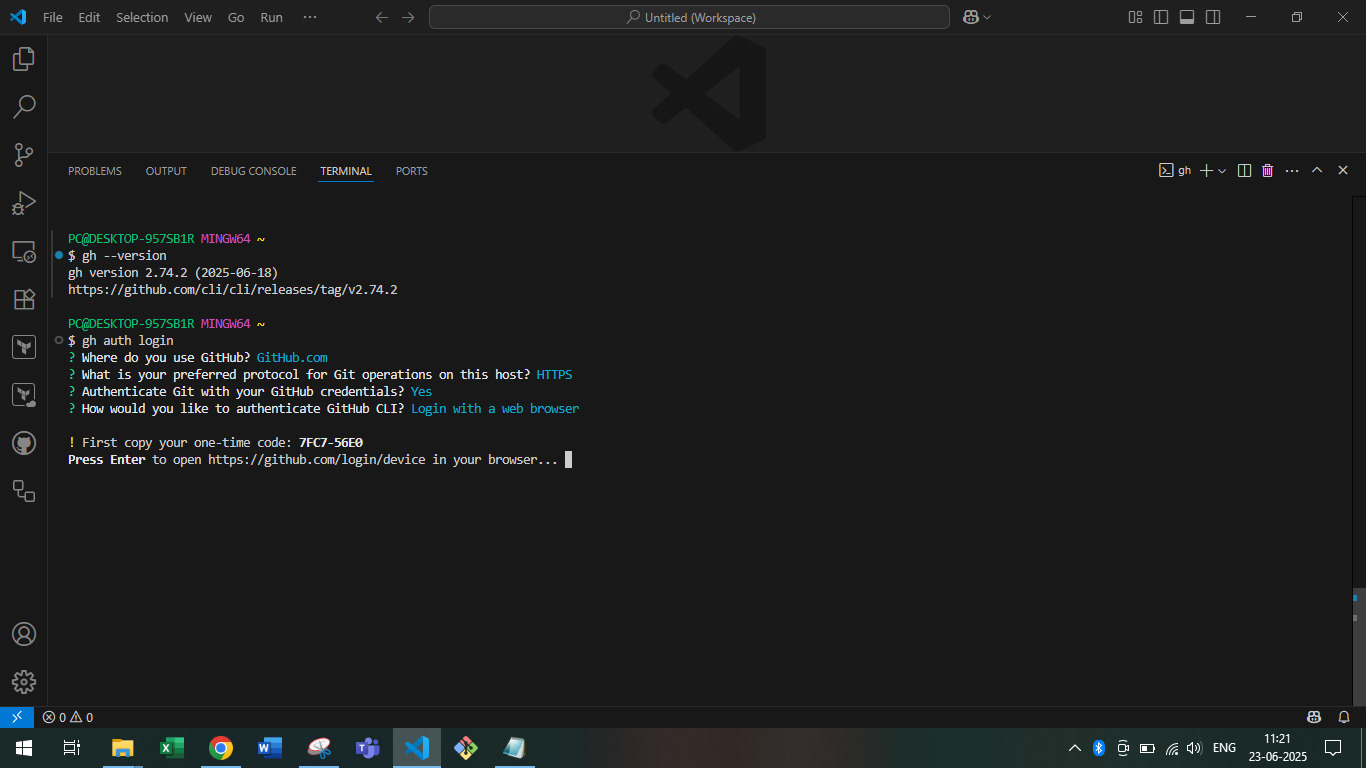 File Edit Selection View Go Run ···
Untitled (Workspace)
PROBLEMS OUTPUT DEBUG CONSOLE TERMINAL PORTS
gh
PC@DESKTOP-957SB1R MINGW64 ~
$ gh --version
gh version 2.74.2 (2025-06-18)
https://github.com/cli/cli/releases/tag/v2.74.2
PC@DESKTOP-957SB1R MINGW64 ~
$ gh auth login
? Where do you use GitHub? GitHub.com
? What is your preferred protocol for Git operations on this host? HTTPS
? Authenticate Git with your GitHub credentials? Yes
? How would you like to authenticate GitHub CLI? Login with a web browser
! First copy your one-time code: 7FC7-56E0
Press Enter to open https://github.com/login/device in your browser...
0 0
ENG
11:21
23-06-2025